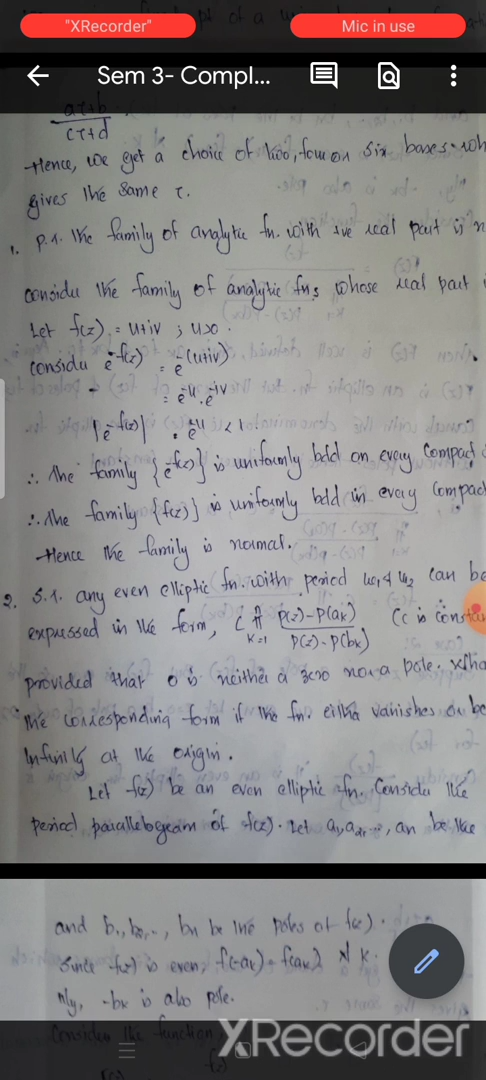 "XRecorder"
Mic in use
Sem 3- Compl...
aτ+b
cτ+d
Hence, we get a choice of two, four or six bases wh
gives the same τ.
1. P.T. the family of analytic fn. with +ve real part is n
consider the family of analytic fns whose real part i
Let f(z) = u+iv ; u>0.
consider e^-f(z) = e^-(u+iv)
= e^-u . e^-iv
|e^-f(z)| = e^-u < 1
∴ The family {e^-f(z)} is uniformly bdd on every compact
∴ The family {f(z)} is uniformly bdd in every compac
Hence the family is normal.
2. S.T. any even elliptic fn. with period ω1 & ω2 can be
expressed in the form, C n π k=1 P(z)-P(ak) / P(z)-P(bk) (C is constan
provided that 0 is neither a zero nor a pole.
the corresponding form if the fn. either vanishes or be
infinity at the origin.
Let f(z) be an even elliptic fn. Consider the
period parallelogram of f(z). Let a1, a2, ..., an be the
and b1, b2, .., bn be the poles of f(z).
Since f(z) is even, f(-ak) = f(ak) ∀ k.
lly, -bk is also pole.
Consider the function,
f(z)
XRecorder